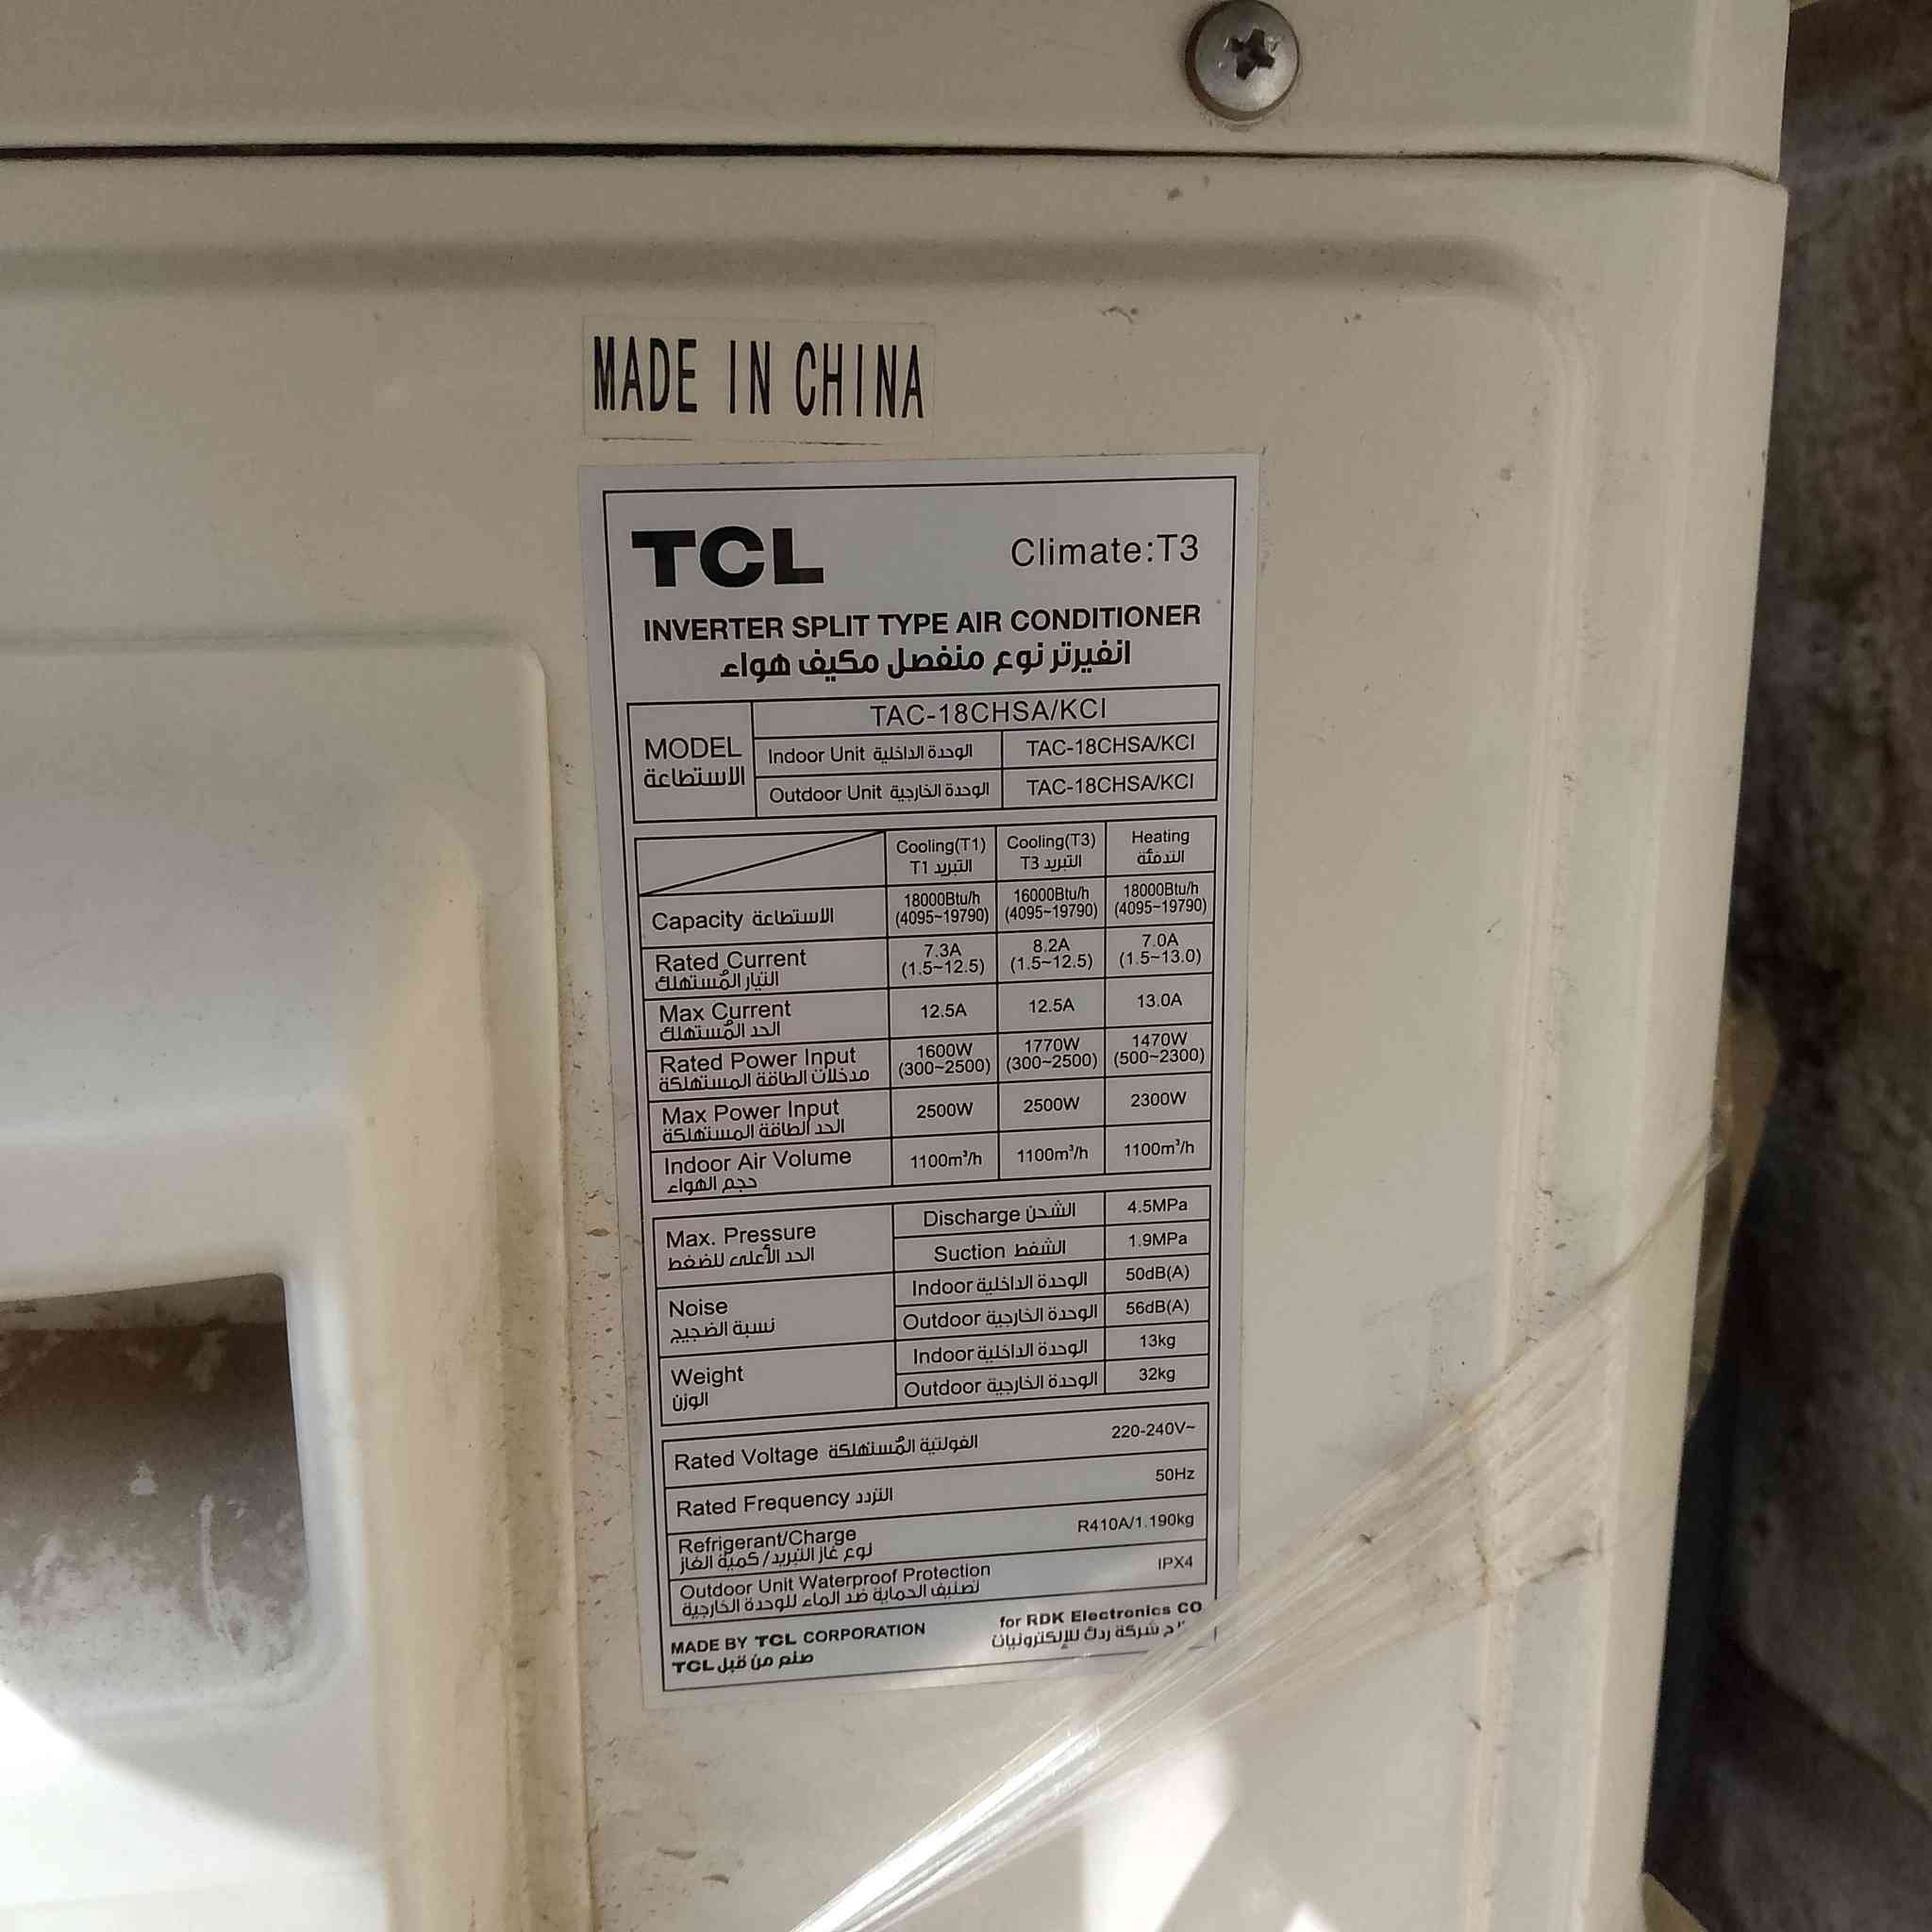 MADE IN CHINA
TCL Climate:T3
INVERTER SPLIT TYPE AIR CONDITIONER
انفيرتر نوع منفصل مكيف هواء
MODEL الاستطاعة
TAC-18CHSA/KCI
Indoor Unit الوحدة الداخلية TAC-18CHSA/KCI
Outdoor Unit الوحدة الخارجية TAC-18CHSA/KCI
Cooling(T1) Cooling(T3) Heating
التبريد T1 التبريد T3 التدفئة
Capacity الاستطاعة 18000Btu/h 16000Btu/h 18000Btu/h
(4095~19790) (4095~19790) (4095~19790)
Rated Current 7.3A 8.2A 7.0A
التيار المُستهلك (1.5~12.5) (1.5~12.5) (1.5~13.0)
Max Current 12.5A 12.5A 13.0A
الحد المُستهلك
Rated Power Input 1600W 1770W 1470W
مدخلات الطاقة المستهلكة (300~2500) (300~2500) (500~2300)
Max Power Input 2500W 2500W 2300W
الحد الطاقة المستهلكة
Indoor Air Volume 1100m³/h 1100m³/h 1100m³/h
حجم الهواء
Max. Pressure Discharge الشحن 4.5MPa
الحد الأعلى للضغط Suction الشفط 1.9MPa
Noise Indoor الوحدة الداخلية 50dB(A)
نسبة الضجيج Outdoor الوحدة الخارجية 56dB(A)
Weight Indoor الوحدة الداخلية 13kg
الوزن Outdoor الوحدة الخارجية 32kg
Rated Voltage الفولتية المُستهلكة 220-240V~
Rated Frequency التردد 50Hz
Refrigerant/Charge R410A/1.190kg
نوع غاز التبريد/كمية الغاز
Outdoor Unit Waterproof Protection IPX4
تصنيف الحماية ضد الماء للوحدة الخارجية
MADE BY TCL CORPORATION for RDK Electronics CO
صنع من قبل TCL شركة ردك للإلكترونيات